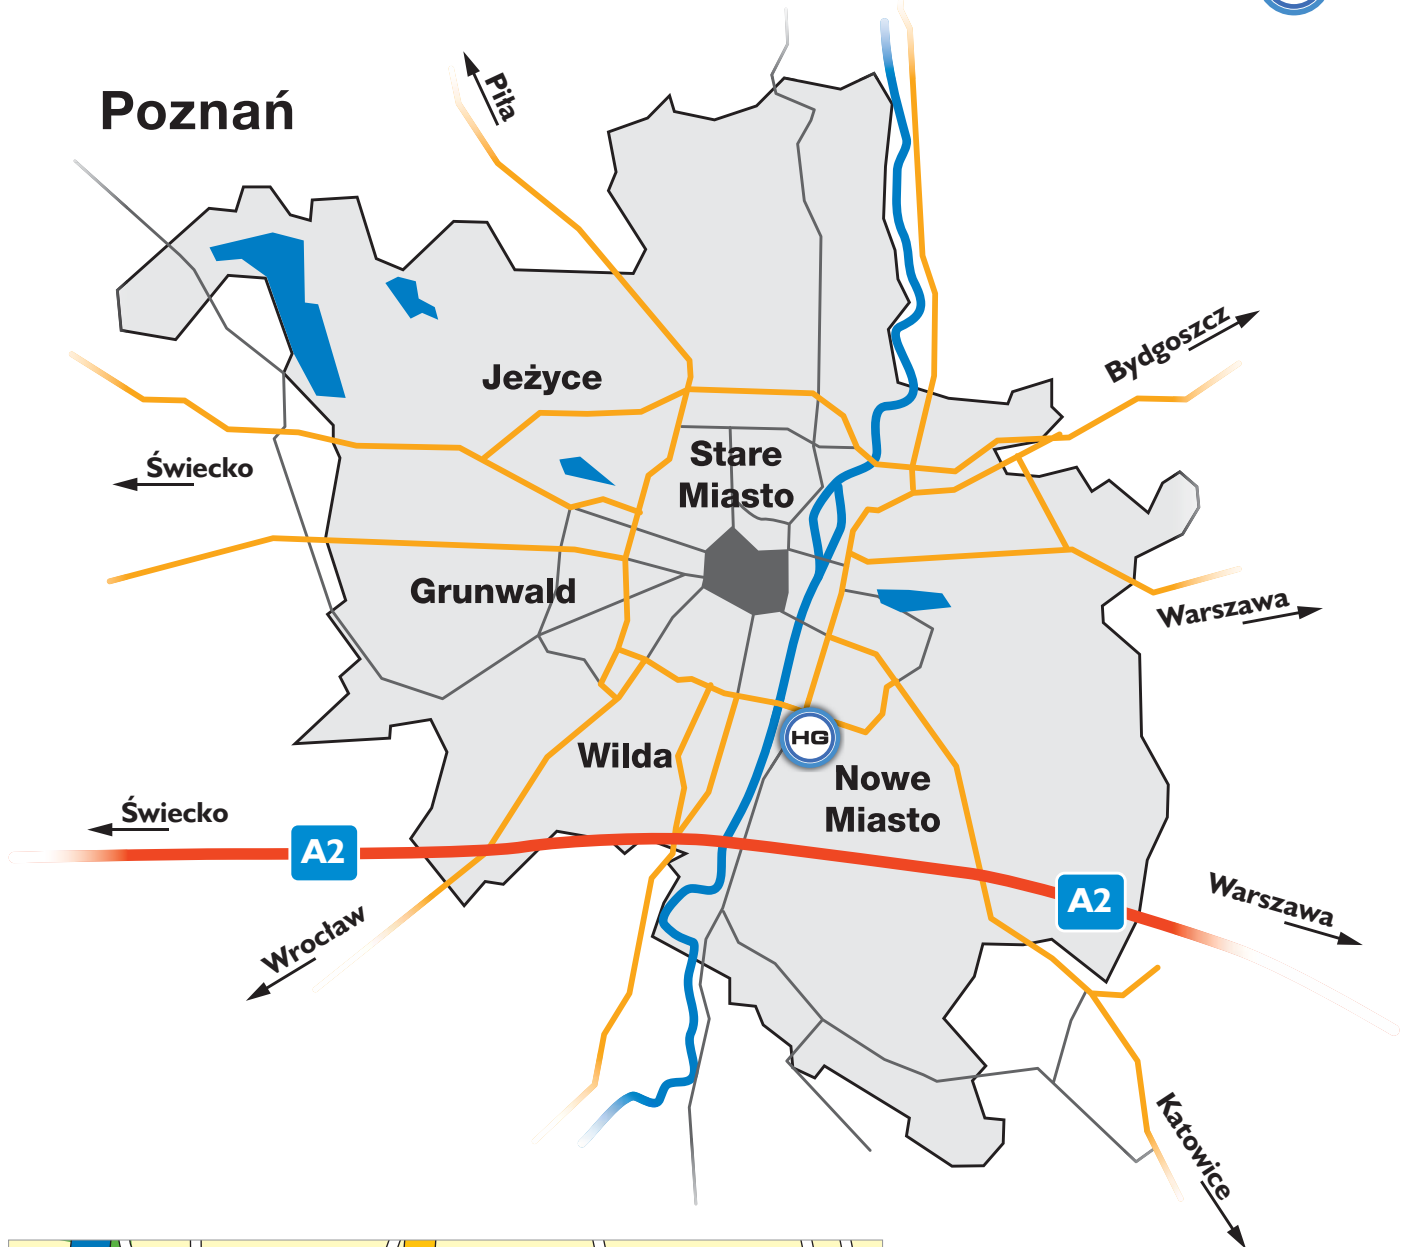 Poznań
Piła
Bydgoszcz
Jeżyce
Stare
Miasto
Świecko
Grunwald
Warszawa
HG
Wilda
Nowe
Miasto
Świecko
A2
A2
Warszawa
Wrocław
Katowice